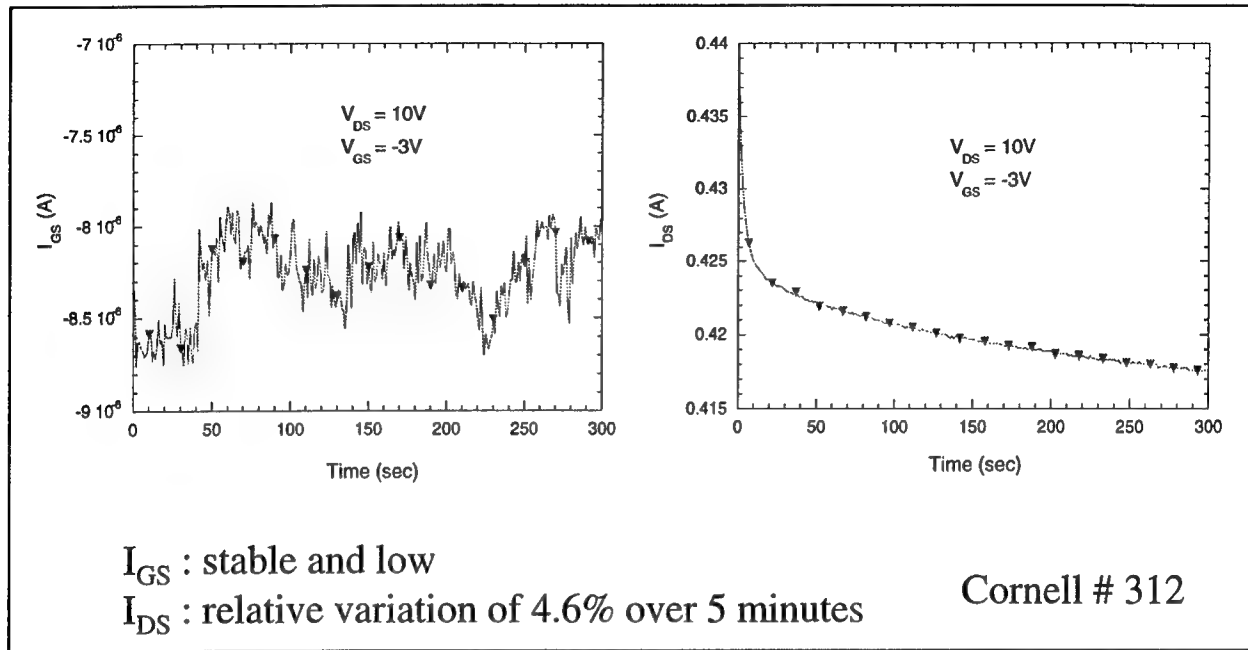 -7 10⁻⁶
-7.5 10⁻⁶
-8 10⁻⁶
-8.5 10⁻⁶
-9 10⁻⁶
I_GS (A)
V_DS = 10V
V_GS = -3V
0 50 100 150 200 250 300
Time (sec)
0.44
0.435
0.43
0.425
0.42
0.415
I_DS (A)
V_DS = 10V
V_GS = -3V
0 50 100 150 200 250 300
Time (sec)
I_GS : stable and low
I_DS : relative variation of 4.6% over 5 minutes
Cornell # 312